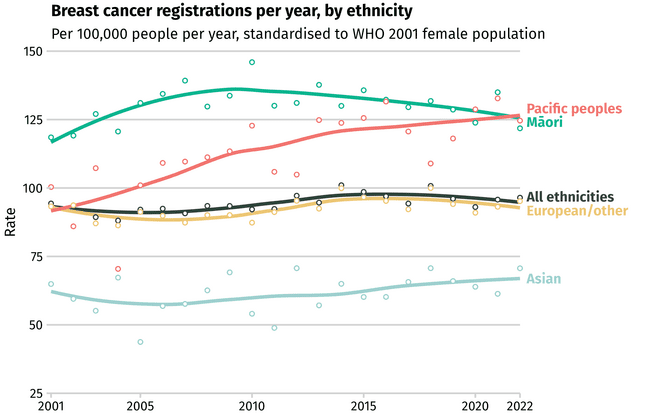 Breast cancer registrations per year, by ethnicity
Per 100,000 people per year, standardised to WHO 2001 female population
150
125
100
75
50
25
Rate
Pacific peoples
Māori
All ethnicities
European/other
Asian
2001
2005
2010
2015
2020
2022